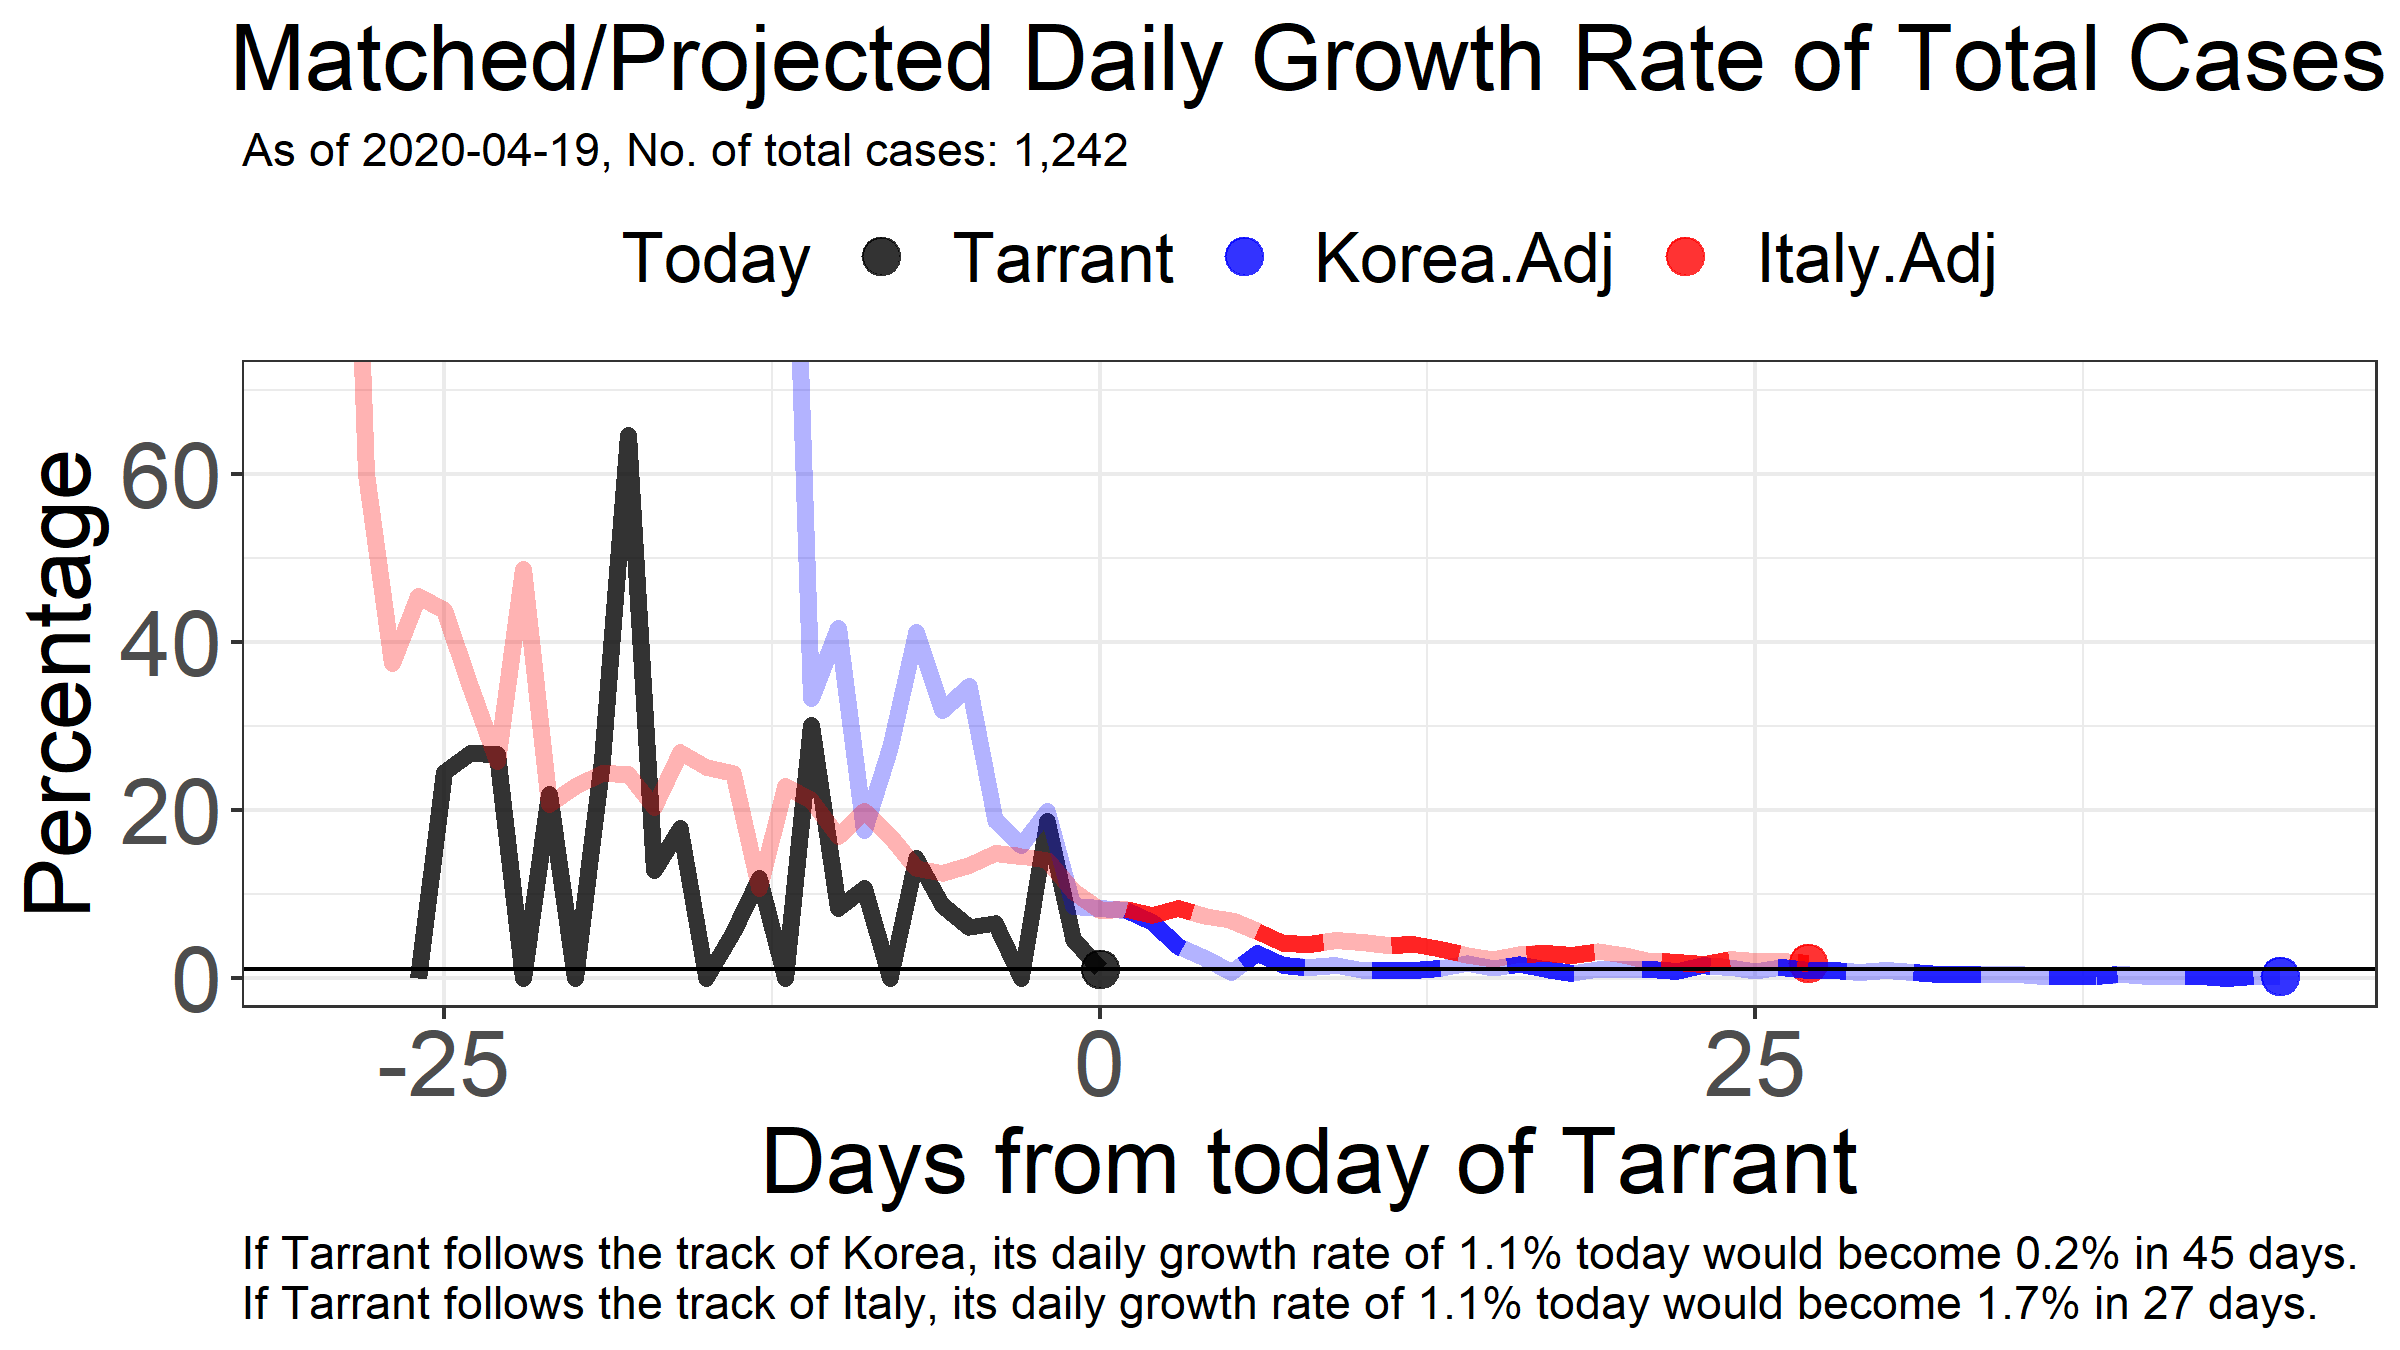 Matched/Projected Daily Growth Rate of Total Cases
As of 2020-04-19, No. of total cases: 1,242
Today Tarrant Korea.Adj Italy.Adj
Percentage
60
40
20
0
-25 0 25
Days from today of Tarrant
If Tarrant follows the track of Korea, its daily growth rate of 1.1% today would become 0.2% in 45 days.
If Tarrant follows the track of Italy, its daily growth rate of 1.1% today would become 1.7% in 27 days.